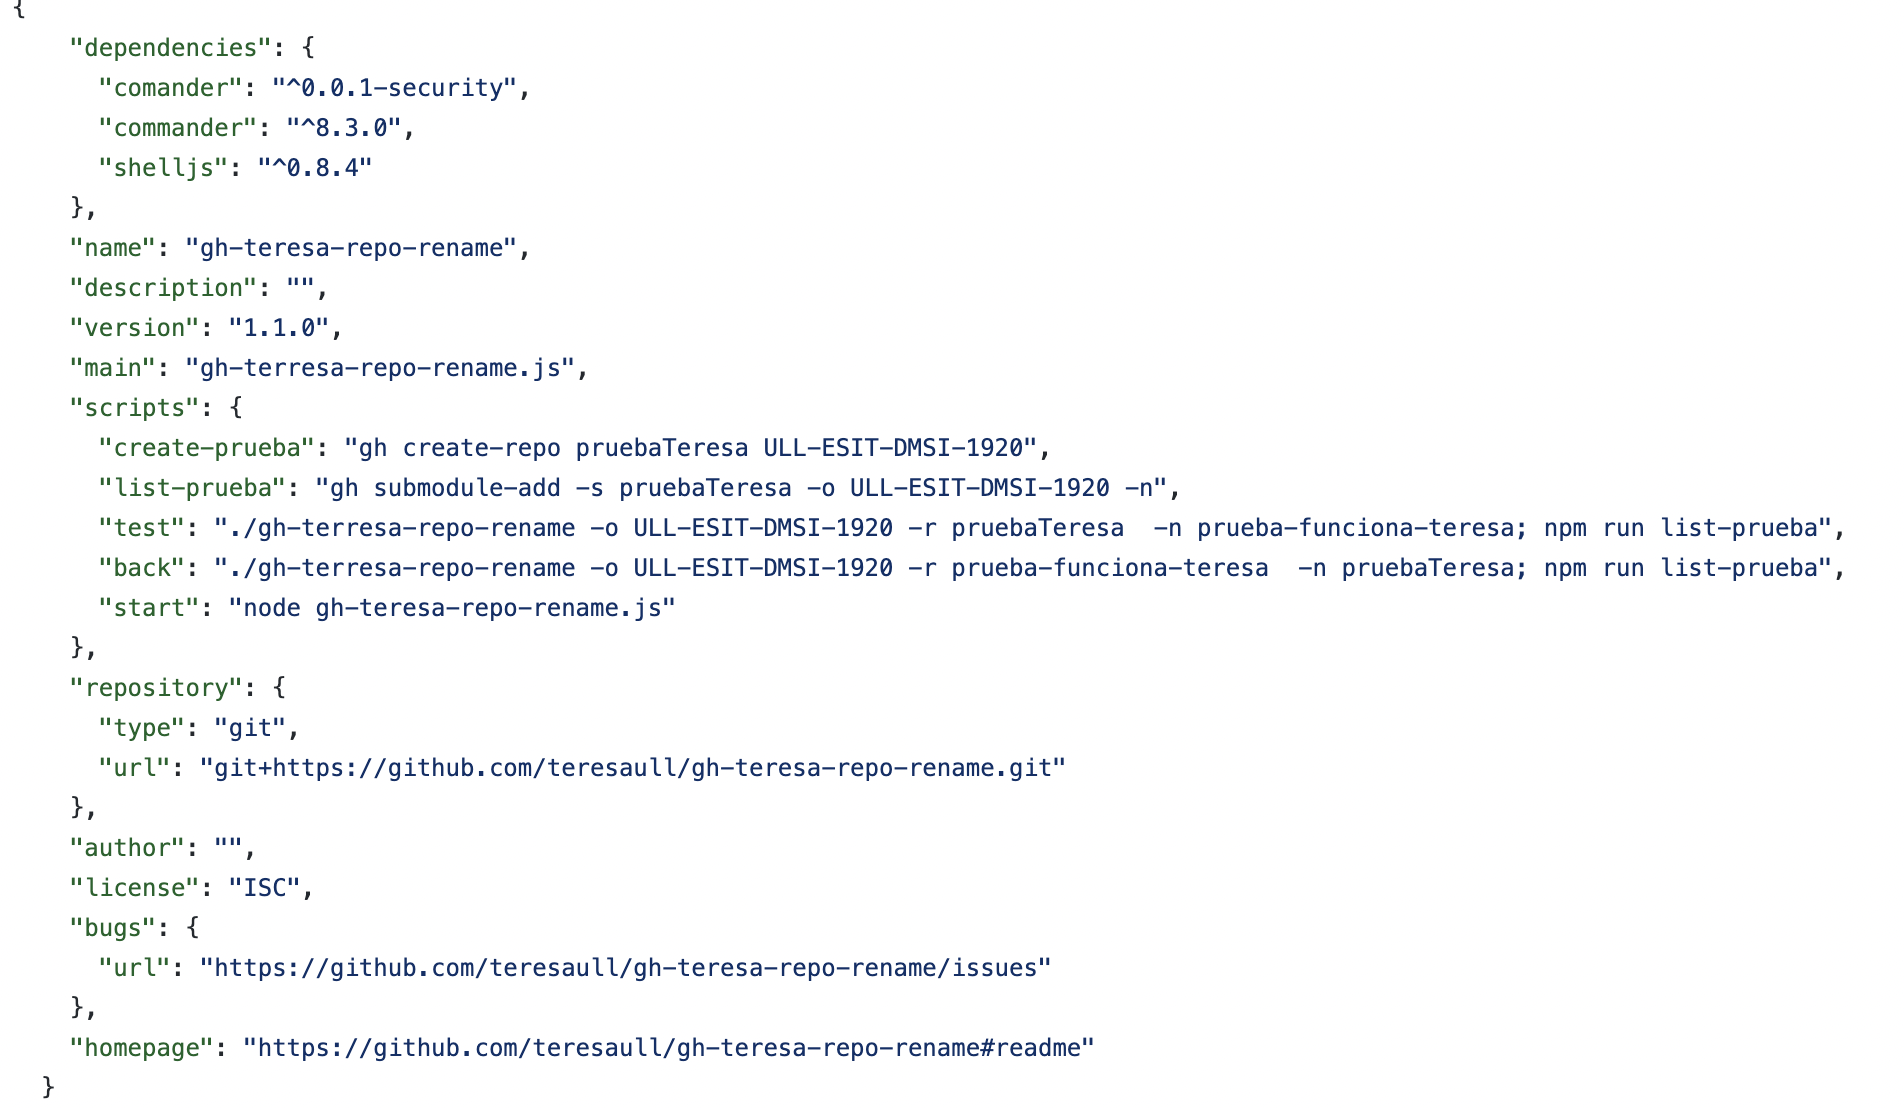 {
"dependencies": {
"comander": "^0.0.1-security",
"commander": "^8.3.0",
"shelljs": "^0.8.4"
},
"name": "gh-teresa-repo-rename",
"description": "",
"version": "1.1.0",
"main": "gh-terresa-repo-rename.js",
"scripts": {
"create-prueba": "gh create-repo pruebaTeresa ULL-ESIT-DMSI-1920",
"list-prueba": "gh submodule-add -s pruebaTeresa -o ULL-ESIT-DMSI-1920 -n",
"test": "./gh-terresa-repo-rename -o ULL-ESIT-DMSI-1920 -r pruebaTeresa  -n prueba-funciona-teresa; npm run list-prueba",
"back": "./gh-terresa-repo-rename -o ULL-ESIT-DMSI-1920 -r prueba-funciona-teresa  -n pruebaTeresa; npm run list-prueba",
"start": "node gh-teresa-repo-rename.js"
},
"repository": {
"type": "git",
"url": "git+https://github.com/teresaull/gh-teresa-repo-rename.git"
},
"author": "",
"license": "ISC",
"bugs": {
"url": "https://github.com/teresaull/gh-teresa-repo-rename/issues"
},
"homepage": "https://github.com/teresaull/gh-teresa-repo-rename#readme"
}